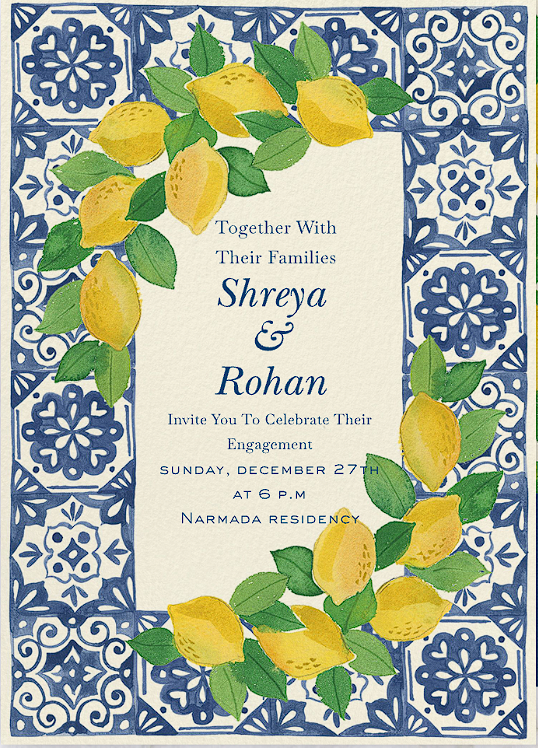 Together With
Their Families
Shreya
&
Rohan
Invite You To Celebrate Their
Engagement
SUNDAY, DECEMBER 27TH
AT 6 P.M
NARMADA RESIDENCY